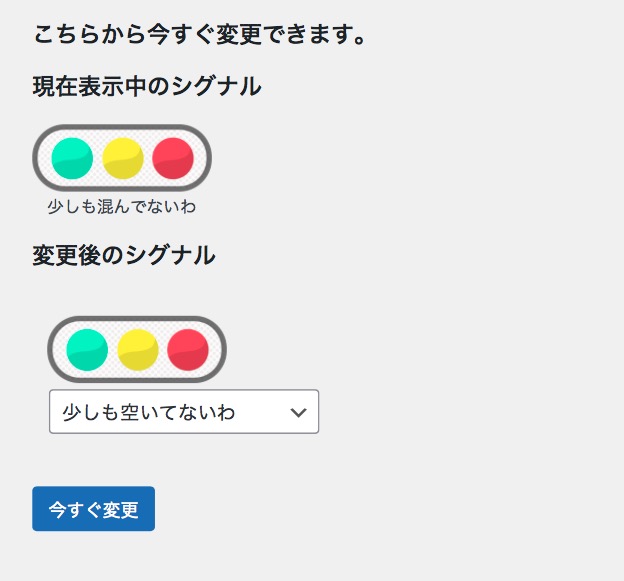 こちらから今すぐ変更できます。
現在表示中のシグナル
少しも混んでないわ
変更後のシグナル
少しも空いてないわ
今すぐ変更